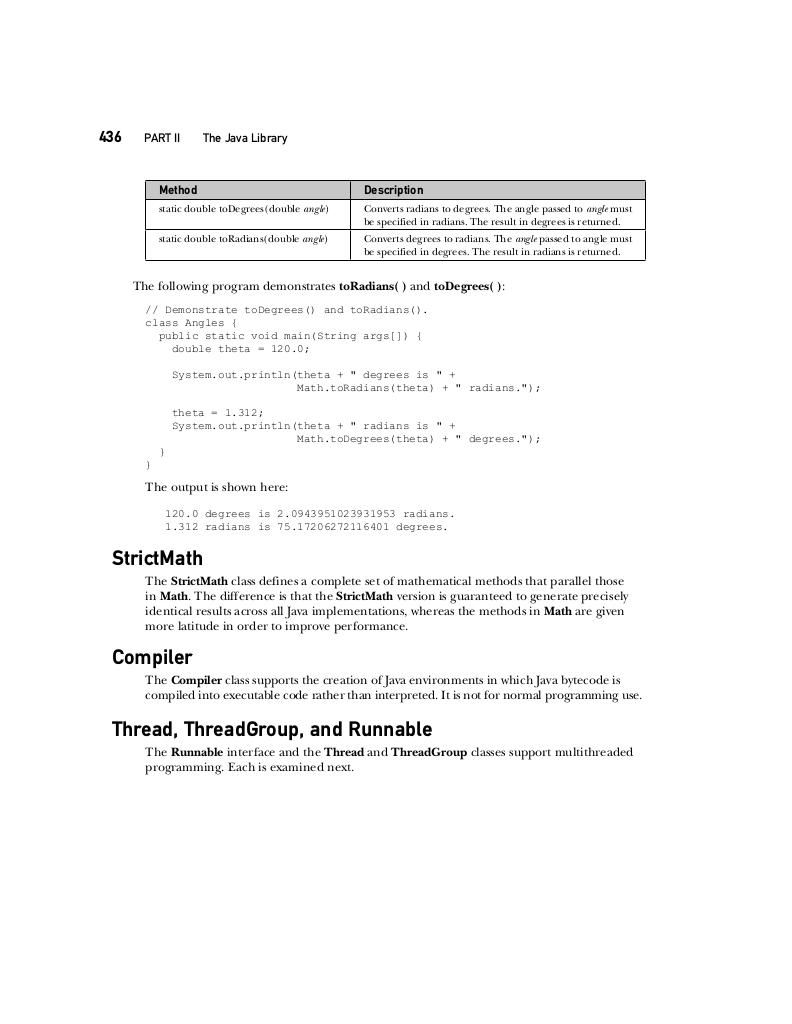 436 PART II The Java Library
Method Description
static double toDegrees(double angle) Converts radians to degrees. The angle passed to angle must
be specified in radians. The result in degrees is returned.
static double toRadians(double angle) Converts degrees to radians. The angle passed to angle must
be specified in degrees. The result in radians is returned.
The following program demonstrates toRadians( ) and toDegrees( ):
// Demonstrate toDegrees() and toRadians().
class Angles {
  public static void main(String args[]) {
    double theta = 120.0;

    System.out.println(theta + " degrees is " +
                       Math.toRadians(theta) + " radians.");

    theta = 1.312;
    System.out.println(theta + " radians is " +
                       Math.toDegrees(theta) + " degrees.");
  }
}
The output is shown here:
120.0 degrees is 2.0943951023931953 radians.
1.312 radians is 75.17206272116401 degrees.
StrictMath
The StrictMath class defines a complete set of mathematical methods that parallel those
in Math. The difference is that the StrictMath version is guaranteed to generate precisely
identical results across all Java implementations, whereas the methods in Math are given
more latitude in order to improve performance.
Compiler
The Compiler class supports the creation of Java environments in which Java bytecode is
compiled into executable code rather than interpreted. It is not for normal programming use.
Thread, ThreadGroup, and Runnable
The Runnable interface and the Thread and ThreadGroup classes support multithreaded
programming. Each is examined next.